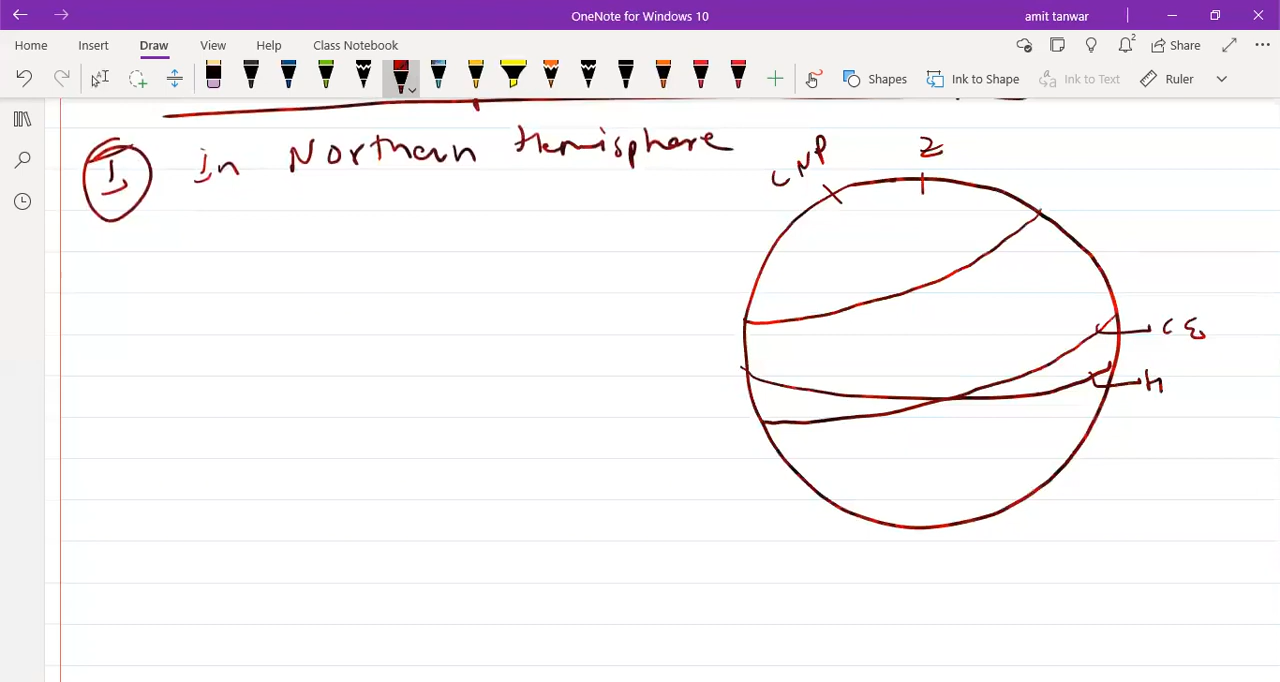 OneNote for Windows 10
amit tanwar
Home Insert Draw View Help Class Notebook
2 Share
Shapes Ink to Shape Ink to Text Ruler
I in Northern Hemisphere
CNP
Z
CE
H